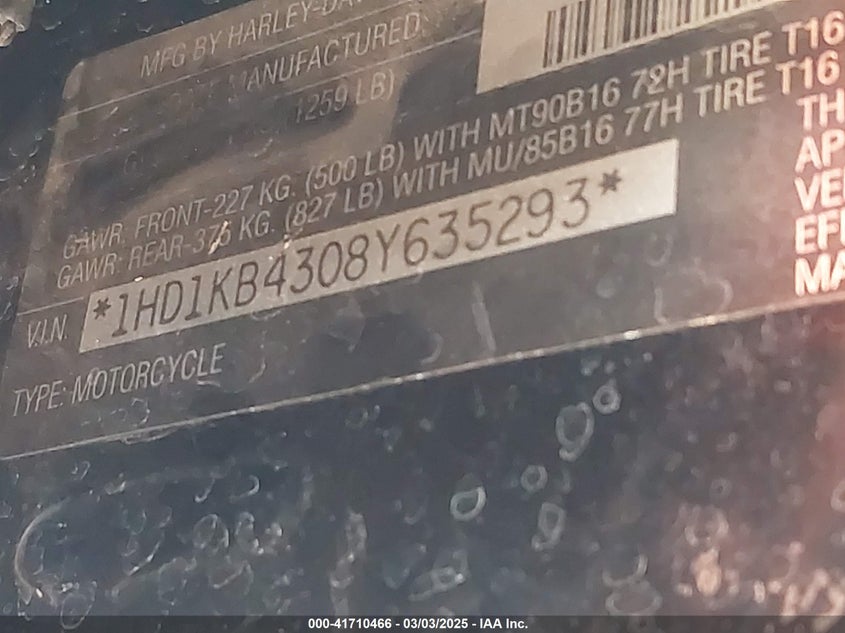 MFG BY HARLEY-DA
MANUFACTURED
1259 LB)
GAWR: FRONT-227 KG. (500 LB) WITH MT90B16 72H TIRE T16
GAWR: REAR-375 KG. (827 LB) WITH MU/85B16 77H TIRE T16
V.I.N. *1HD1KB4308Y635293*
TYPE: MOTORCYCLE
TH
AP
VE
EFF
MA
000-41710466 - 03/03/2025 - IAA Inc.